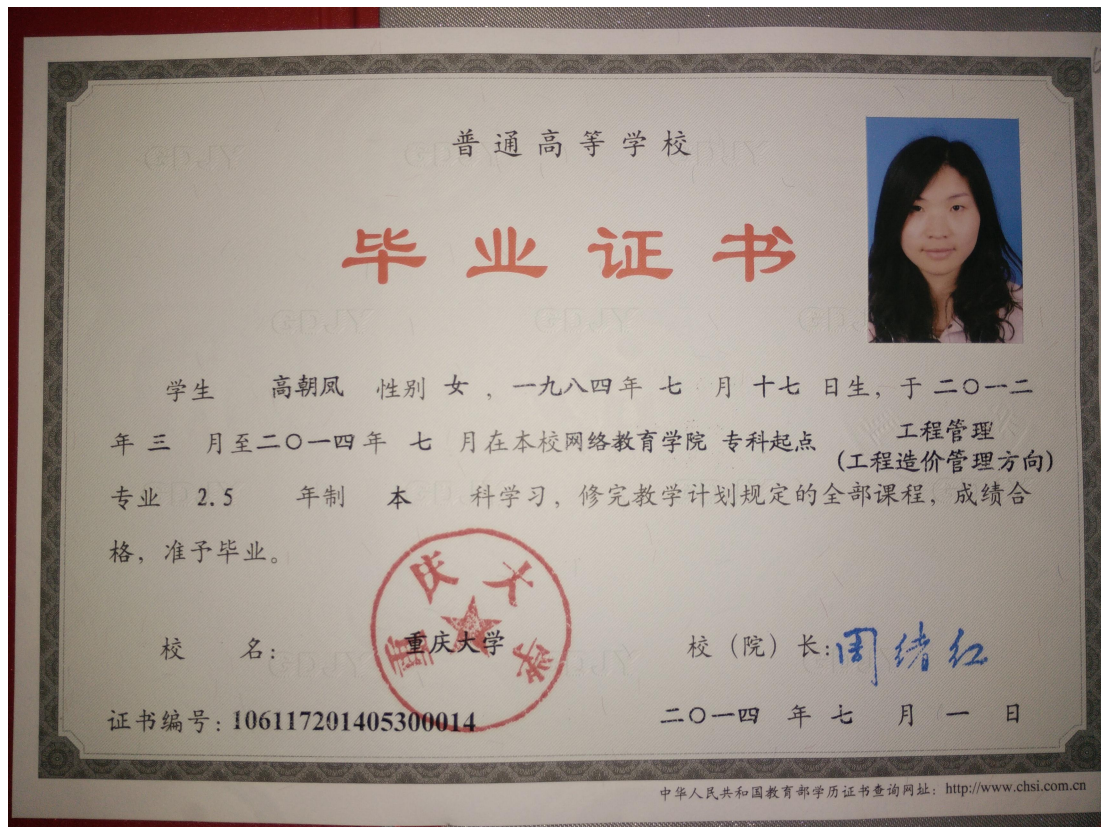 普通高等学校
毕业证书
学生 高朝凤 性别 女 ，一九八四年 七 月 十七 日生，于 二〇一二
年 三 月至二〇一四年 七 月在本校网络教育学院 专科起点 工程管理
(工程造价管理方向)
专业 2.5 年制 本 科学习，修完教学计划规定的全部课程，成绩合
格，准予毕业。
重庆大学
校 名： 重庆大学 校（院）长：周绪红
证书编号：106117201405300014 二〇一四 年 七 月 一 日
中华人民共和国教育部学历证书查询网址：http://www.chsi.com.cn